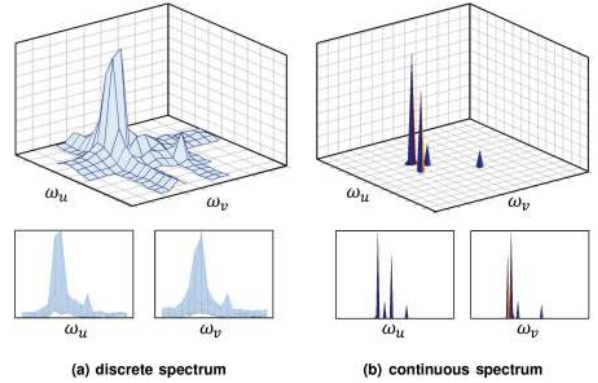 ω_u ω_v ω_u ω_v
ω_u ω_v ω_u ω_v
(a) discrete spectrum (b) continuous spectrum